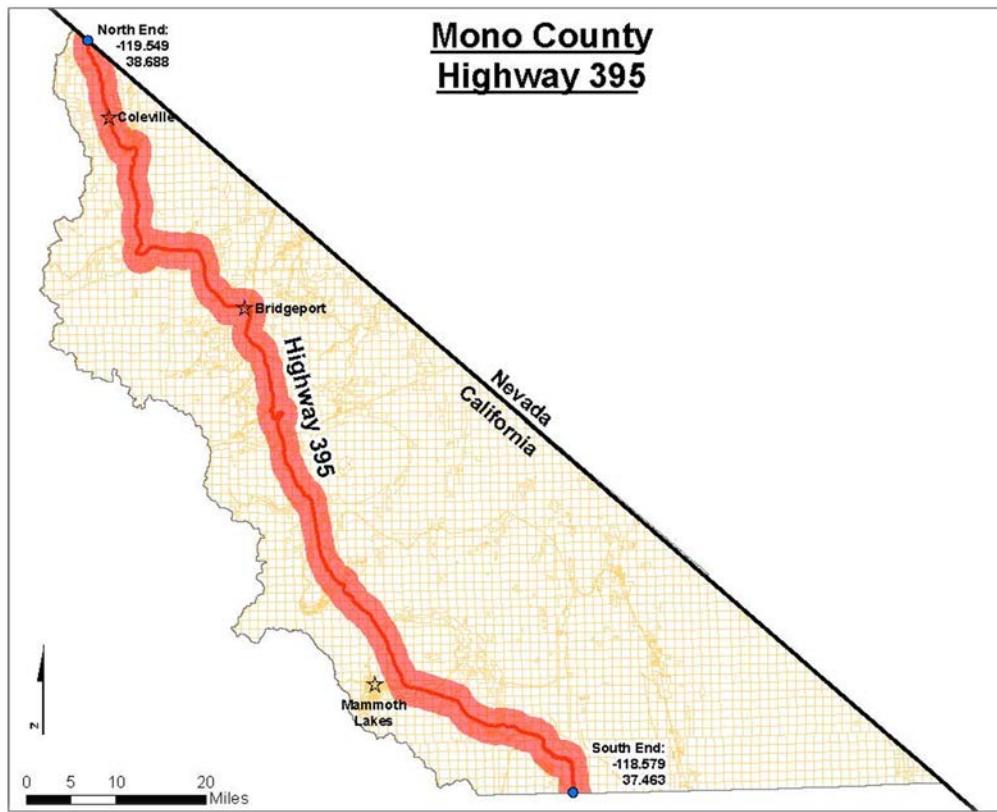 Mono County
Highway 395
North End:
-119.549
38.688
Coleville
Bridgeport
Highway 395
Nevada
California
Mammoth
Lakes
South End:
-118.579
37.463
N
0 5 10 20
Miles